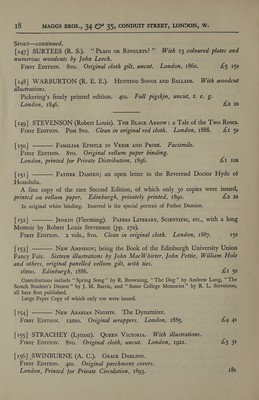 18 MAGGS BROS., 34 & 35, CONDUIT STREET, LONDON, W.
Sport—continued.
[147] SURTEES (R. S.). "Plain or Ringlets?" With 13 coloured plates and
numerous woodcuts by John Leech.
First Edition. 8vo. Original cloth gilt, uncut. London, 1860. £5 15s
[148] WARBURTON (R. E. E.). Hunting Songs and Ballads. With woodcut
illustrations.
Pickering's finely printed edition. 4to. Full pigskin, uncut, t. e. g.
London, 1846. £2 2s
[149] STEVENSON (Robert Louis). The Black Arrow: a Tale of the Two Roses.
First Edition. Post 8vo. Clean in original red cloth. London, 1888. £1 5s
[150] ——— Familiar Epistle in Verse and Prose. Facsimile.
First Edition. 8vo. Original vellum paper binding.
London, printed for Private Distribution, 1896. £1 10s
[151] ——— Father Damien; an open letter to the Reverend Doctor Hyde of
Honolulu.
A fine copy of the rare Second Edition, of which only 30 copies were issued,
printed on vellum paper. Edinburgh, privately printed, 1890. £2 2s
In original white binding. Inserted is the special portrait of Father Damien.
[152] ——— Jenkin (Fleeming). Papers Literary, Scientific, etc., with a long
Memoir by Robert Louis Stevenson (pp. 170).
First Edition. 2 vols., 8vo. Clean in original cloth. London, 1887. 15s
[153] ——— New Amphion; being the Book of the Edinburgh University Union
Fancy Fair. Sixteen illustrations by John MacWhirter, John Pettie, William Hole
and others, original panelled vellum gilt, with ties.
16mo. Edinburgh, 1886. £1 5s
Contributions include "Spring Song" by R. Browning, "The Dog" by Andrew Lang, "The
Scotch Student's Dream" by J. M. Barrie, and "Some College Memories" by R. L. Stevenson,
all here first published.
Large Paper Copy of which only 100 were issued.
[154] ——— New Arabian Nights. The Dynamiter.
First Edition. 12mo. Original wrappers. London, 1885. £4 4s
[155] STRACHEY (Lytton). Queen Victoria. With illustrations.
First Edition. 8vo. Original cloth, uncut. London, 1921. £3 3s
[156] SWINBURNE (A. C.). Grace Darling.
First Edition. 4to. Original parchment covers.
London, Printed for Private Circulation, 1893. 18s